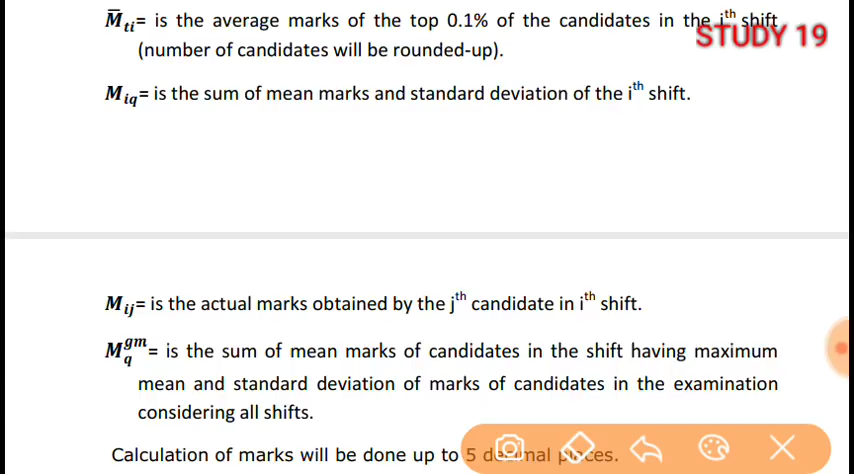 M̄ti= is the average marks of the top 0.1% of the candidates in the ith shift
STUDY 19
(number of candidates will be rounded-up).
Miq= is the sum of mean marks and standard deviation of the ith shift.
Mij= is the actual marks obtained by the jth candidate in ith shift.
Mqgm= is the sum of mean marks of candidates in the shift having maximum
mean and standard deviation of marks of candidates in the examination
considering all shifts.
Calculation of marks will be done up to 5 decimal places.